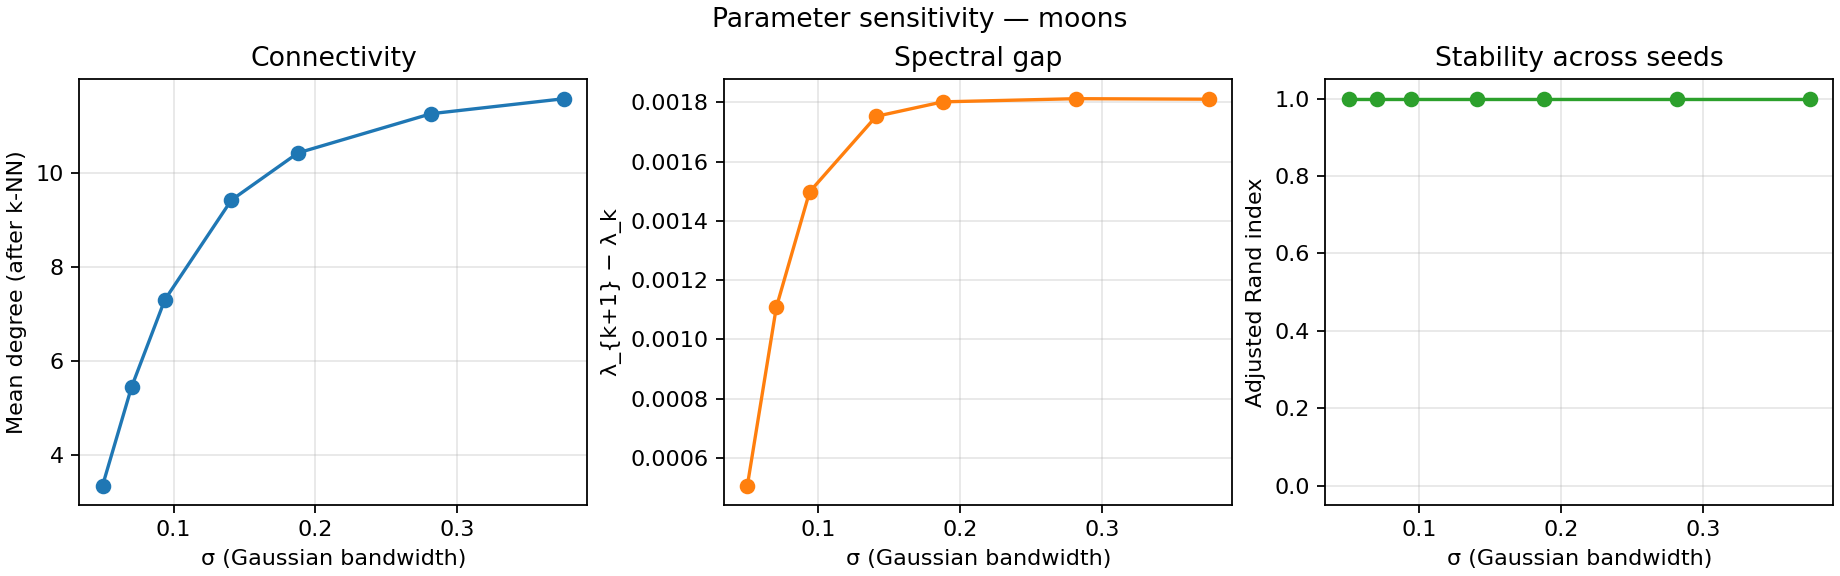 Parameter sensitivity — moons
Connectivity
Mean degree (after k-NN)
10
8
6
4
0.1 0.2 0.3
σ (Gaussian bandwidth)
Spectral gap
λ_{k+1} − λ_k
0.0018
0.0016
0.0014
0.0012
0.0010
0.0008
0.0006
0.1 0.2 0.3
σ (Gaussian bandwidth)
Stability across seeds
Adjusted Rand index
1.0
0.8
0.6
0.4
0.2
0.0
0.1 0.2 0.3
σ (Gaussian bandwidth)